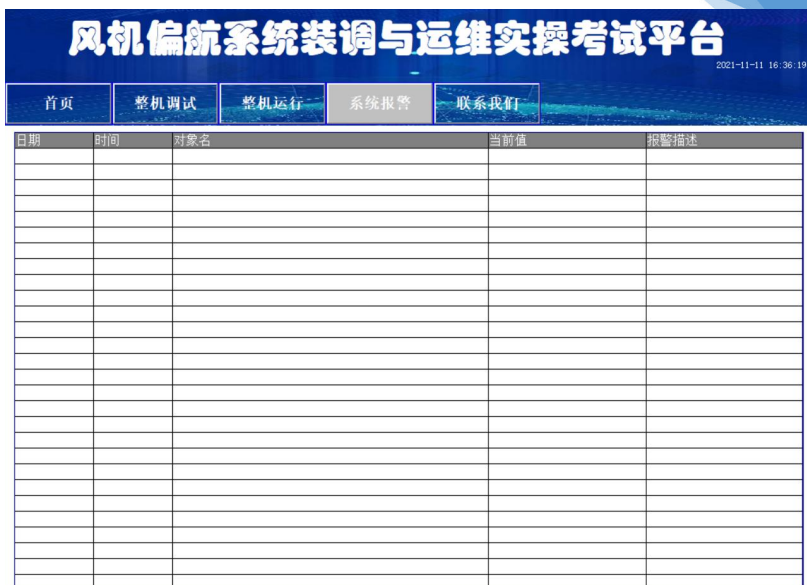 风机偏航系统装调与运维实操考试平台
2021-11-11 16:36:19
首页 整机调试 整机运行 系统报警 联系我们
日期 时间 对象名 当前值 报警描述